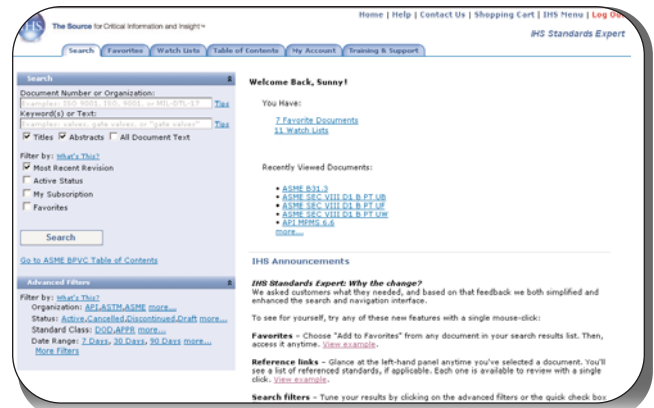 Home | Help | Contact Us | Shopping Cart | IHS Menu | Log Out
IHS
The Source for Critical Information and Insight™
IHS Standards Expert
Search Favorites Watch Lists Table of Contents My Account Training & Support
Search
Document Number or Organization:
Examples: ISO 9001, ISO, 9001, or MIL-DTL-17 Tips
Keyword(s) or Text:
Examples: valves, gate valves, or "gate valves" Tips
Titles Abstracts All Document Text
Filter by: What's This?
Most Recent Revision
Active Status
My Subscription
Favorites
Search
Go to ASME BPVC Table of Contents
Advanced Filters
Filter by: What's This?
Organization: API,ASTM,ASME more...
Status: Active,Cancelled,Discontinued,Draft more...
Standard Class: DOD,APPR more...
Date Range: 7 Days, 30 Days, 90 Days more...
More Filters
Welcome Back, Sunny!
You Have:
7 Favorite Documents
11 Watch Lists
Recently Viewed Documents:
• ASME B31.3
• ASME SEC VIII D1 B PT UB
• ASME SEC VIII D1 B PT UF
• ASME SEC VIII D1 B PT UW
• API MPMS 6.6
more...
IHS Announcements
IHS Standards Expert: Why the change?
We asked customers what they needed, and based on that feedback we both simplified and
enhanced the search and navigation interface.
To see for yourself, try any of these new features with a single mouse-click:
Favorites – Choose "Add to Favorites" from any document in your search results list. Then,
access it anytime. View example.
Reference links – Glance at the left-hand panel anytime you've selected a document. You'll
see a list of referenced standards, if applicable. Each one is available to review with a single
click. View example.
Search filters – Tune your results by clicking on the advanced filters or the quick check box